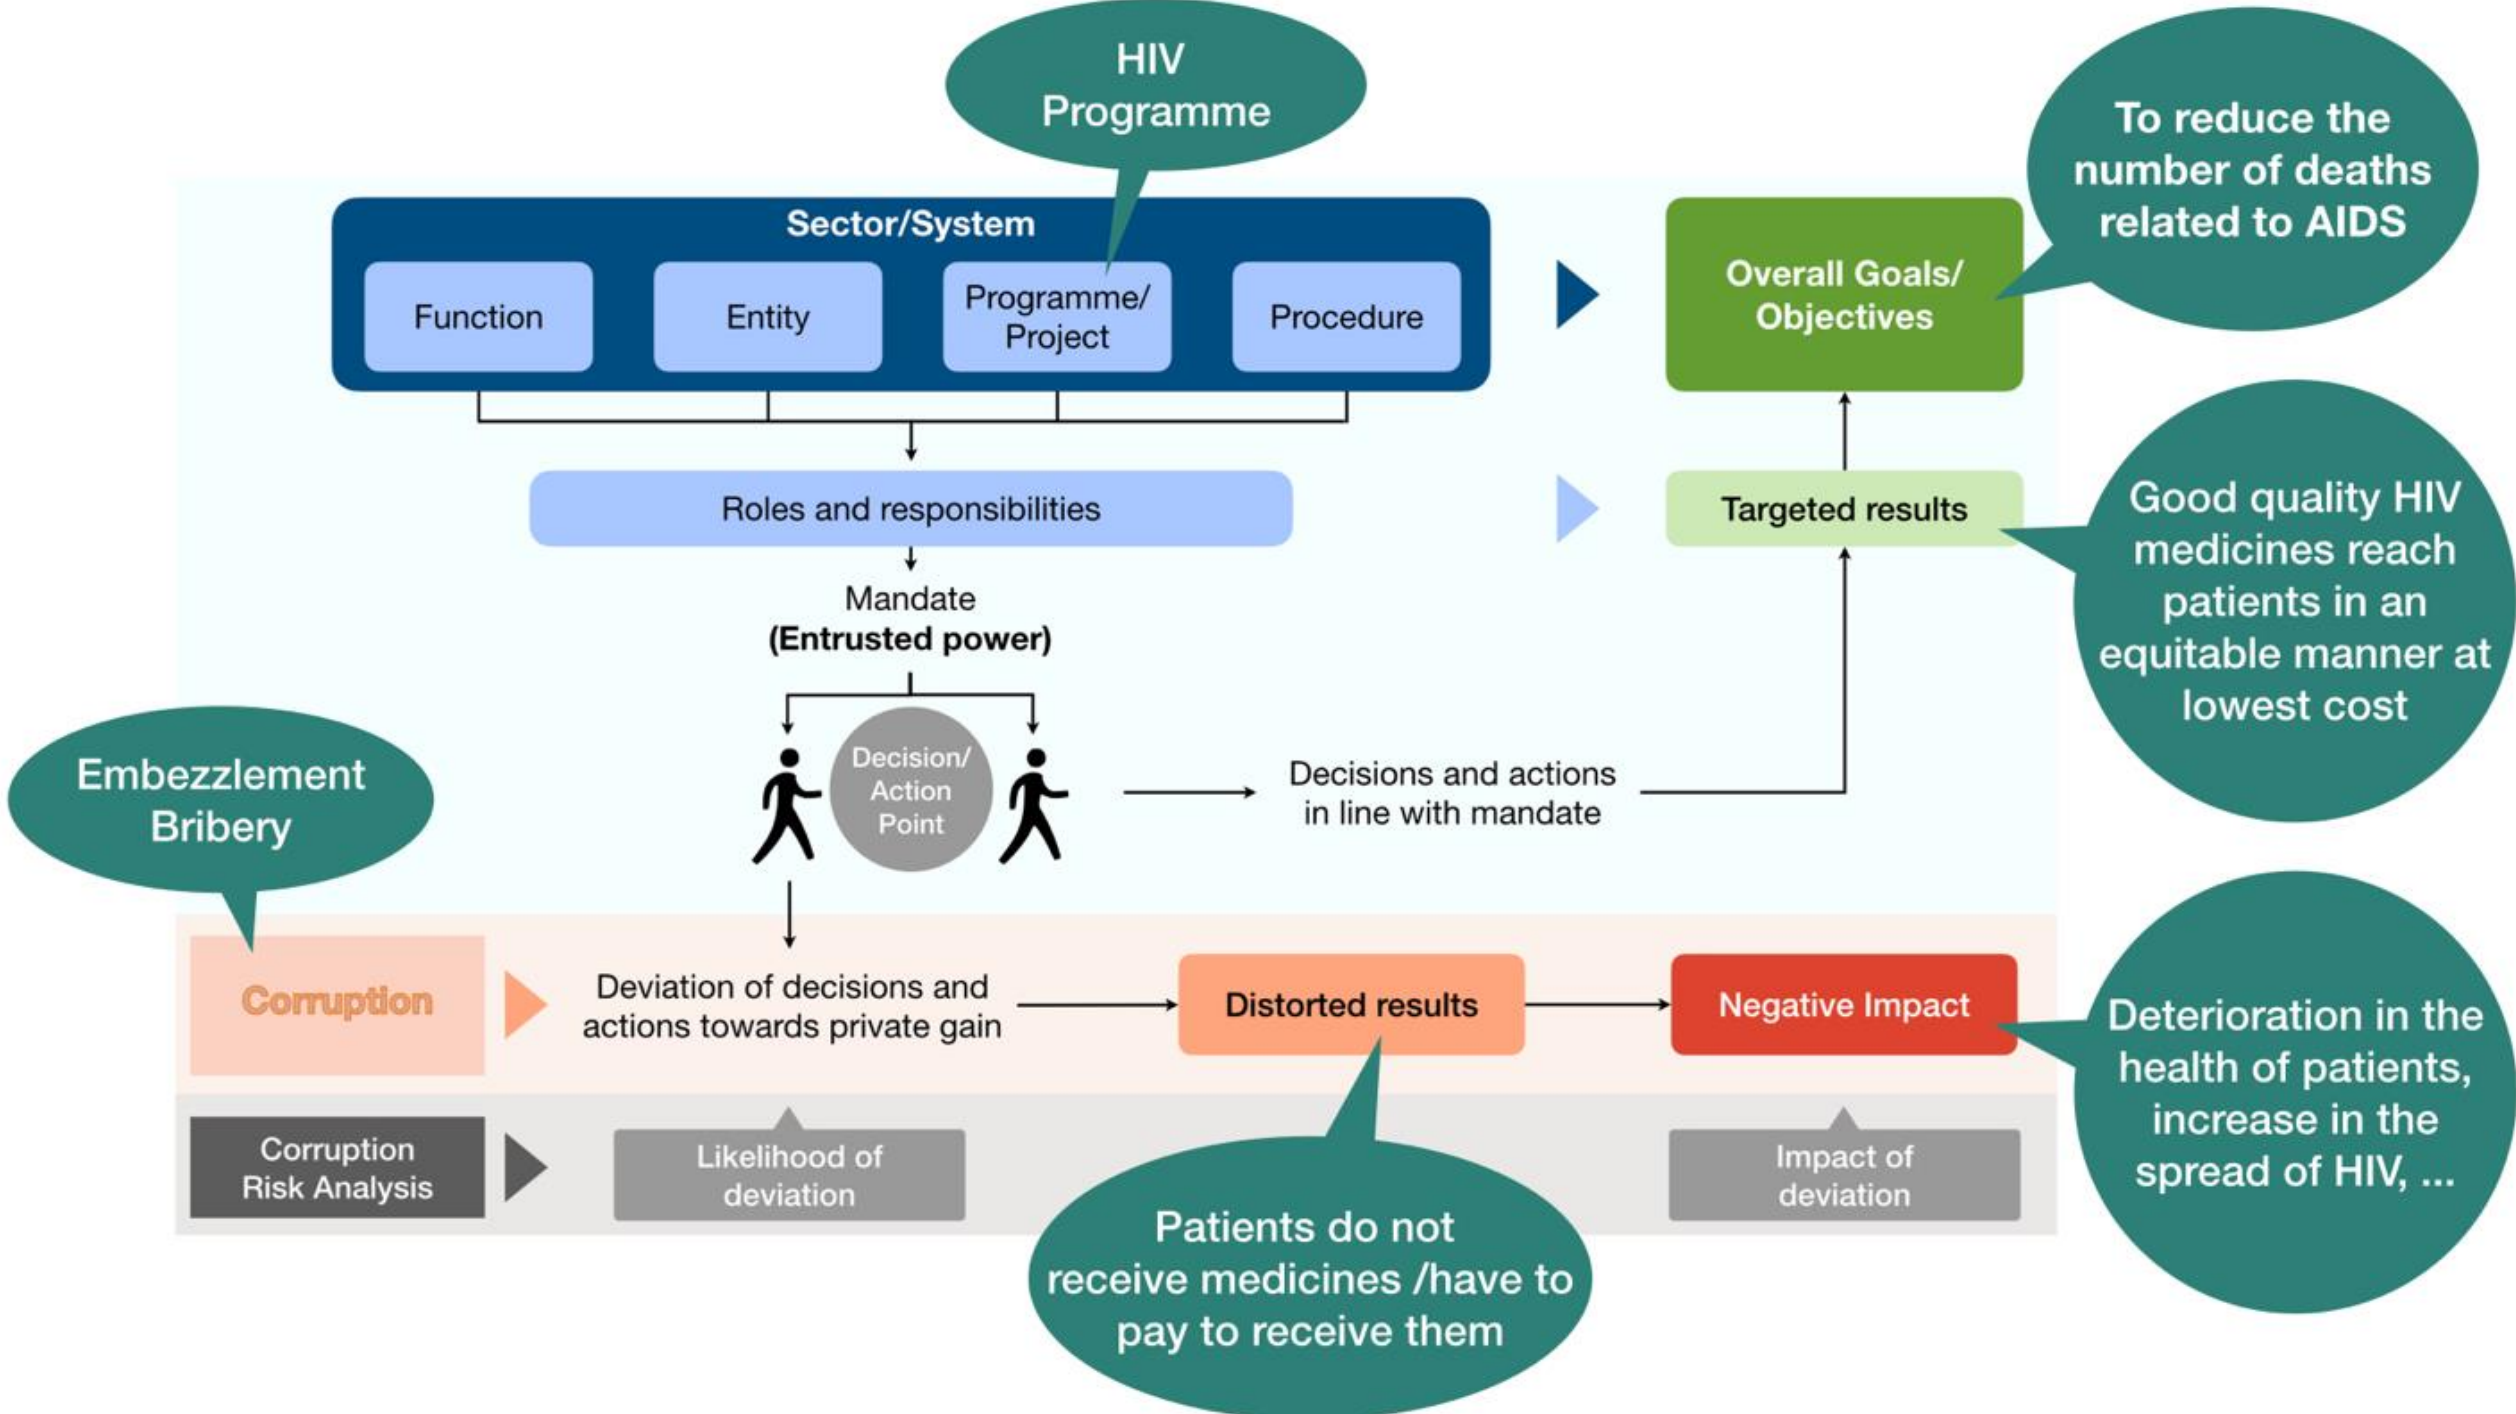 HIV
Programme
To reduce the
number of deaths
related to AIDS
Sector/System
Function
Entity
Programme/
Project
Procedure
Overall Goals/
Objectives
Roles and responsibilities
Targeted results
Good quality HIV
medicines reach
patients in an
equitable manner at
lowest cost
Mandate
(Entrusted power)
Embezzlement
Bribery
Decision/
Action
Point
Decisions and actions
in line with mandate
Corruption
Deviation of decisions and
actions towards private gain
Distorted results
Negative Impact
Deterioration in the
health of patients,
increase in the
spread of HIV, ...
Corruption
Risk Analysis
Likelihood of
deviation
Impact of
deviation
Patients do not
receive medicines /have to
pay to receive them